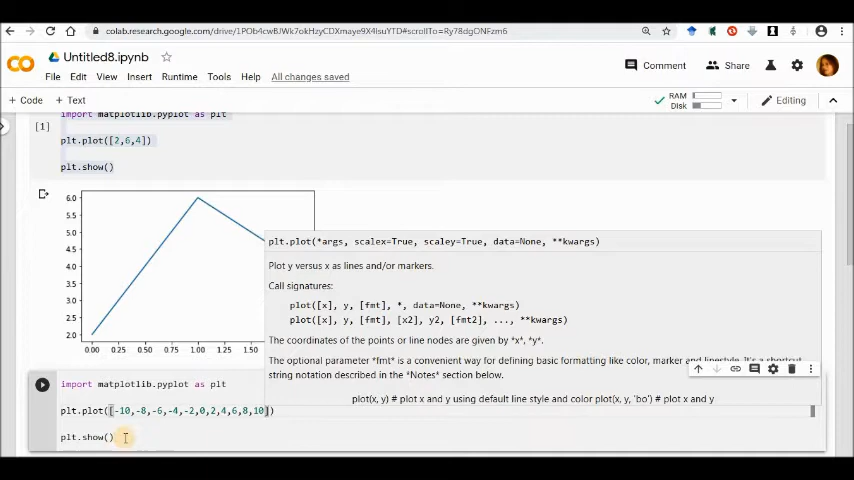 colab.research.google.com/drive/1POb4cwBJWk7okHzyCDXmaye9X4lsuYTD#scrollTo=Ry78dgONEZmf
CO Untitled8.ipynb
Comment Share
File Edit View Insert Runtime Tools Help All changes saved
+ Code + Text
RAM
Disk
Editing
import matplotlib.pyplot as plt
[1]
plt.plot([2,6,4])
plt.show()
6.0
5.5
5.0
4.5
4.0
3.5
3.0
2.5
2.0
0.00 0.25 0.50 0.75 1.00 1.25 1.50
plt.plot(*args, scalex=True, scaley=True, data=None, **kwargs)
Plot y versus x as lines and/or markers.
Call signatures:
plot([x], y, [fmt], *, data=None, **kwargs)
plot([x], y, [fmt], [x2], y2, [fmt2], ..., **kwargs)
The coordinates of the points or line nodes are given by *x*, *y*.
The optional parameter *fmt* is a convenient way for defining basic formatting like color, marker and linestyle. It's a shortcut
string notation described in the *Notes* section below.
plot(x, y) # plot x and y using default line style and color plot(x, y, 'bo') # plot x and y
import matplotlib.pyplot as plt
plt.plot([-10,-8,-6,-4,-2,0,2,4,6,8,10])
plt.show()